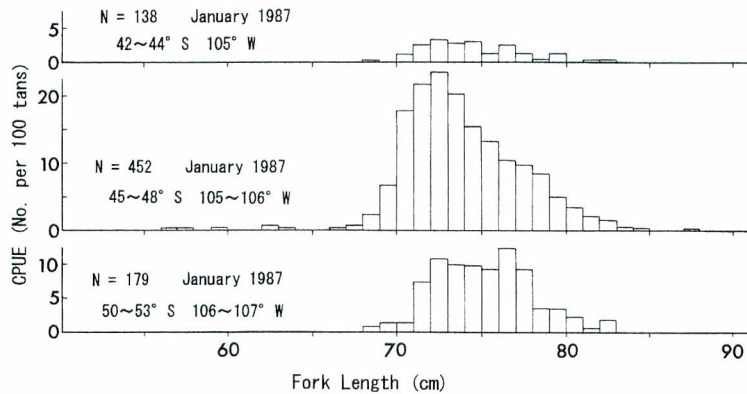 N = 138 January 1987
42～44° S 105° W
5
0
N = 452 January 1987
45～48° S 105～106° W
20
10
0
N = 179 January 1987
50～53° S 106～107° W
10
5
0
CPUE (No. per 100 tans)
60 70 80 90
Fork Length (cm)